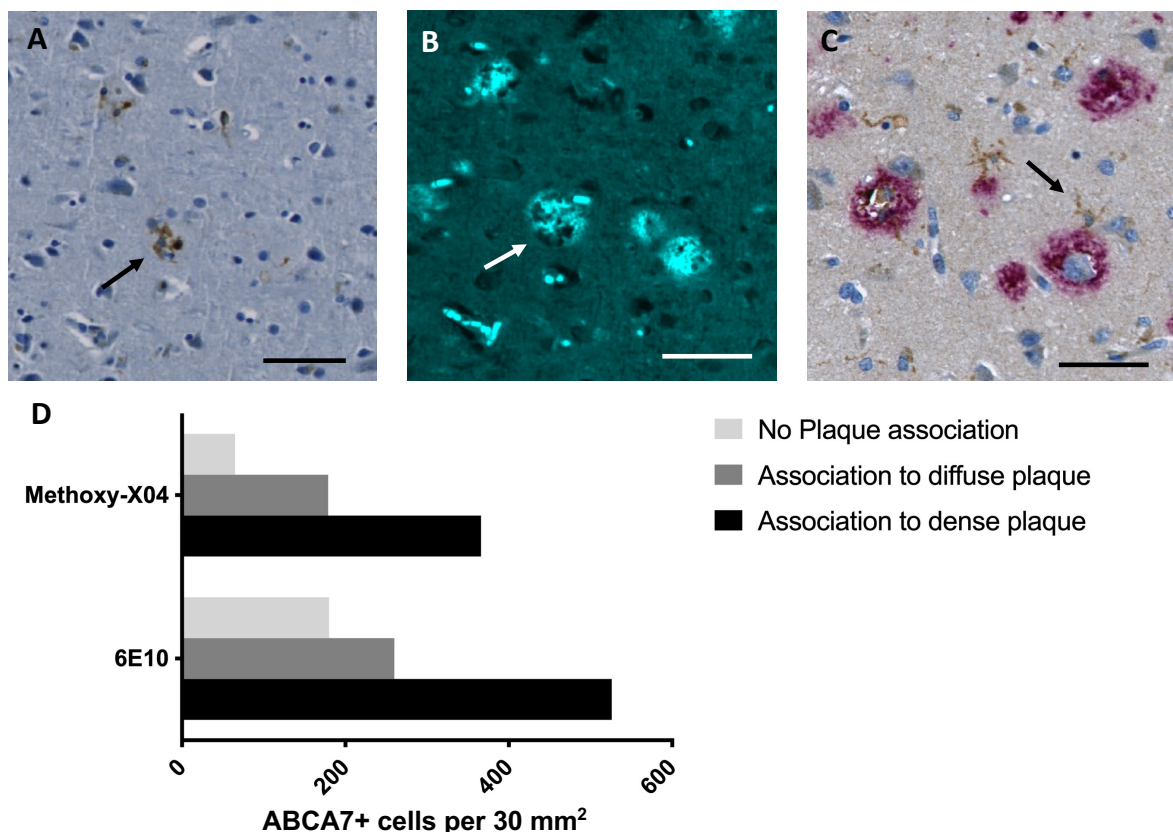 A
B
C
D
Methoxy-X04
6E10
0
200
400
600
ABCA7+ cells per 30 mm²
No Plaque association
Association to diffuse plaque
Association to dense plaque